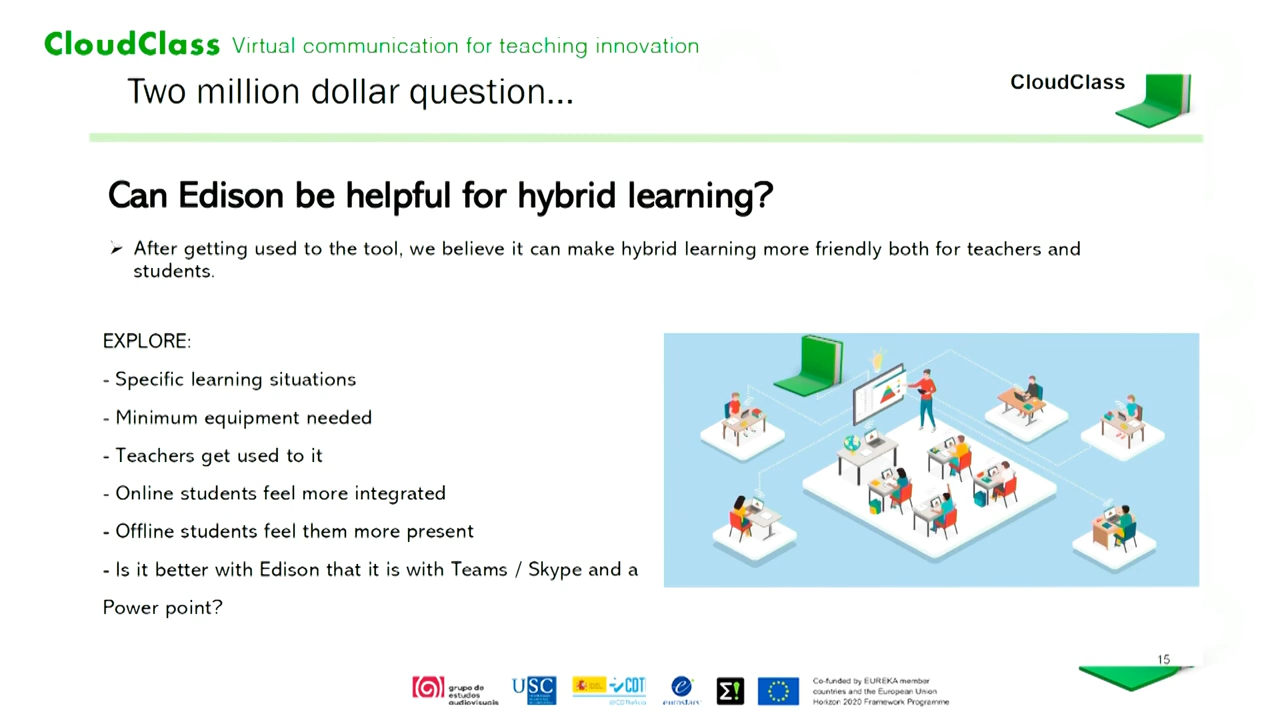 CloudClass Virtual communication for teaching innovation
Two million dollar question...
CloudClass
Can Edison be helpful for hybrid learning?
After getting used to the tool, we believe it can make hybrid learning more friendly both for teachers and
students.
EXPLORE:
- Specific learning situations
- Minimum equipment needed
- Teachers get used to it
- Online students feel more integrated
- Offline students feel them more present
- Is it better with Edison that it is with Teams / Skype and a
Power point?
15
grupo de
estudos
audiovisuais
USC
CDTI
eurostars
Σ!
Co-funded by EUREKA member
countries and the European Union
Horizon 2020 Framework Programme